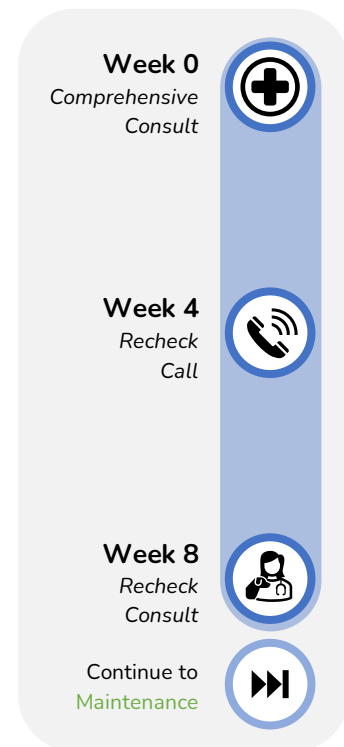 Week 0
Comprehensive
Consult
Week 4
Recheck
Call
Week 8
Recheck
Consult
Continue to
Maintenance